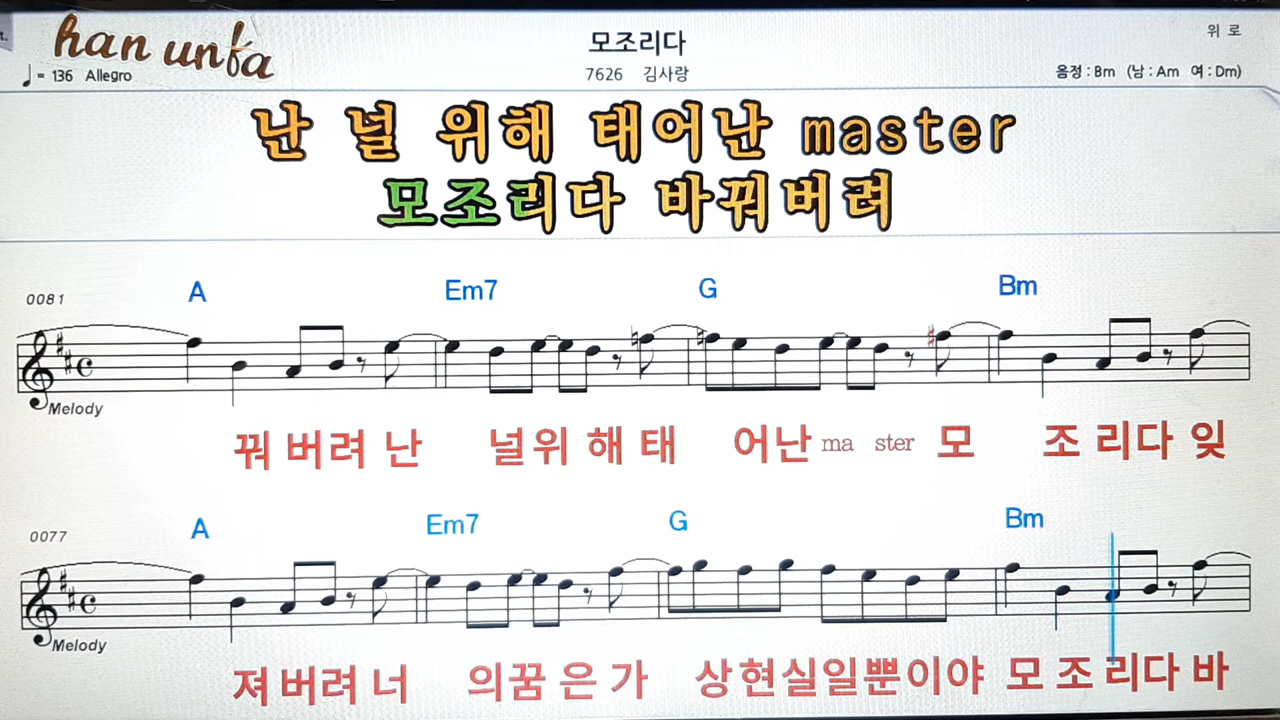 t.
han unfa
모조리다
위 로
♩= 136 Allegro
7626 김사랑
음정 : Bm (남 : Am 여 : Dm)
난 널 위해 태어난 master
모조리다 바꿔버려
0081 A Em7 G Bm
Melody
꿔 버려 난 널위 해 태 어난 ma ster 모 조 리다 잊
0077 A Em7 G Bm
Melody
져 버려 너 의꿈 은 가 상현실일뿐이야 모 조 리다 바